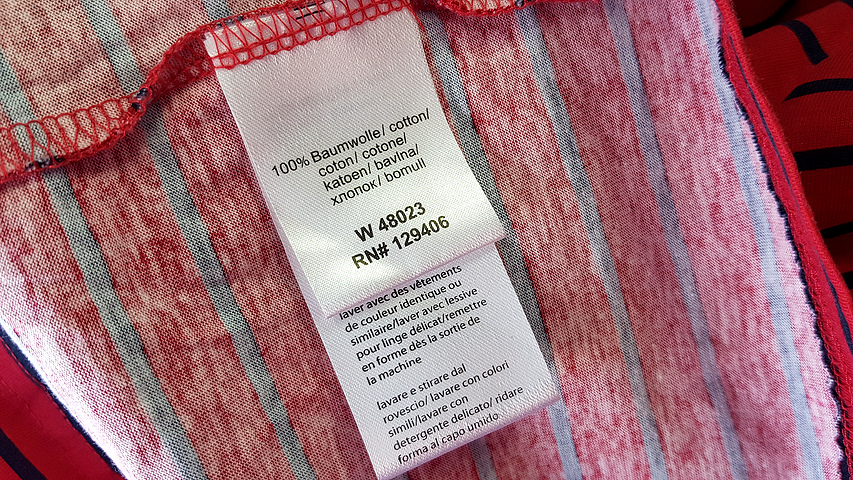 100% Baumwolle/ cotton/
coton/ cotone/
katoen/ bavlna/
хлопок/ bomull
W 48023
RN# 129406
laver avec des vêtements
de couleur identique ou
similaire/laver avec lessive
pour linge délicat/remettre
en forme dès la sortie de
la machine
lavare e stirare dal
rovescio/ lavare con colori
simili/lavare con
detergente delicato/ ridare
forma al capo umido